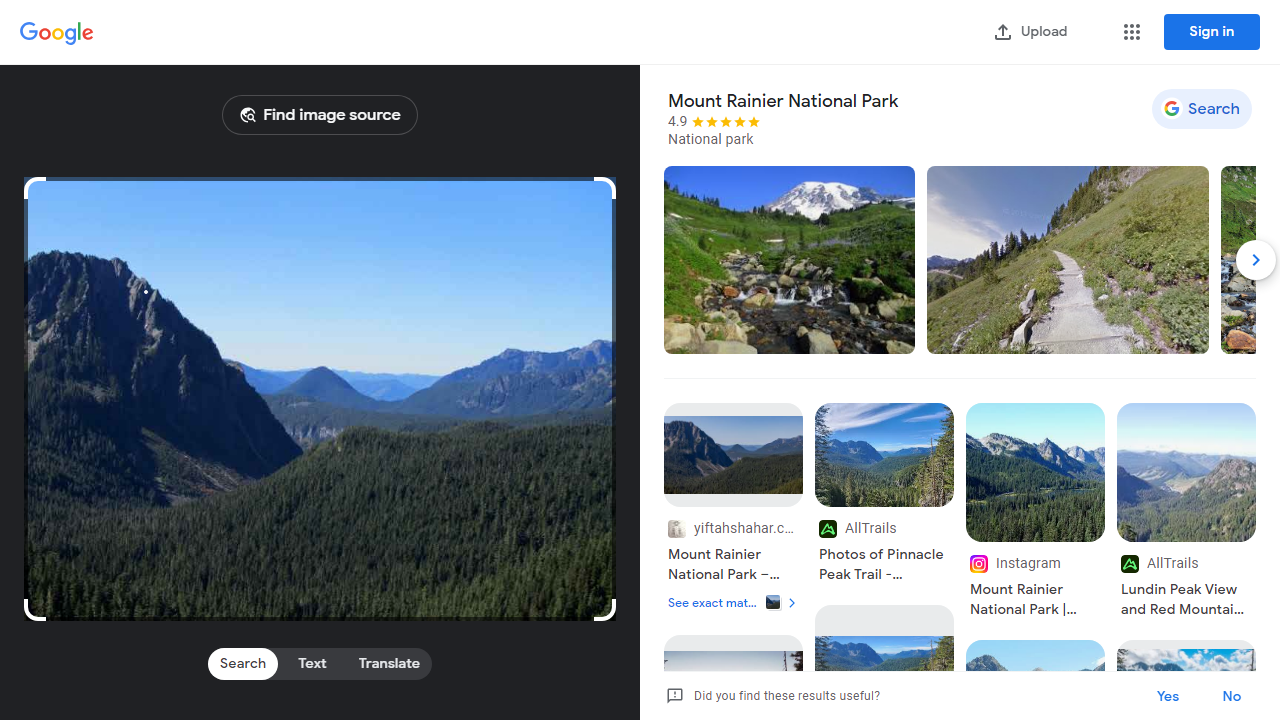 Google
Upload
Sign in
Find image source
Search
Text
Translate
Mount Rainier National Park
4.9
National park
Search
yiftahshahar.c...
Mount Rainier
National Park –...
See exact mat...
AllTrails
Photos of Pinnacle
Peak Trail -...
Instagram
Mount Rainier
National Park |...
AllTrails
Lundin Peak View
and Red Mountai...
Did you find these results useful?
Yes
No